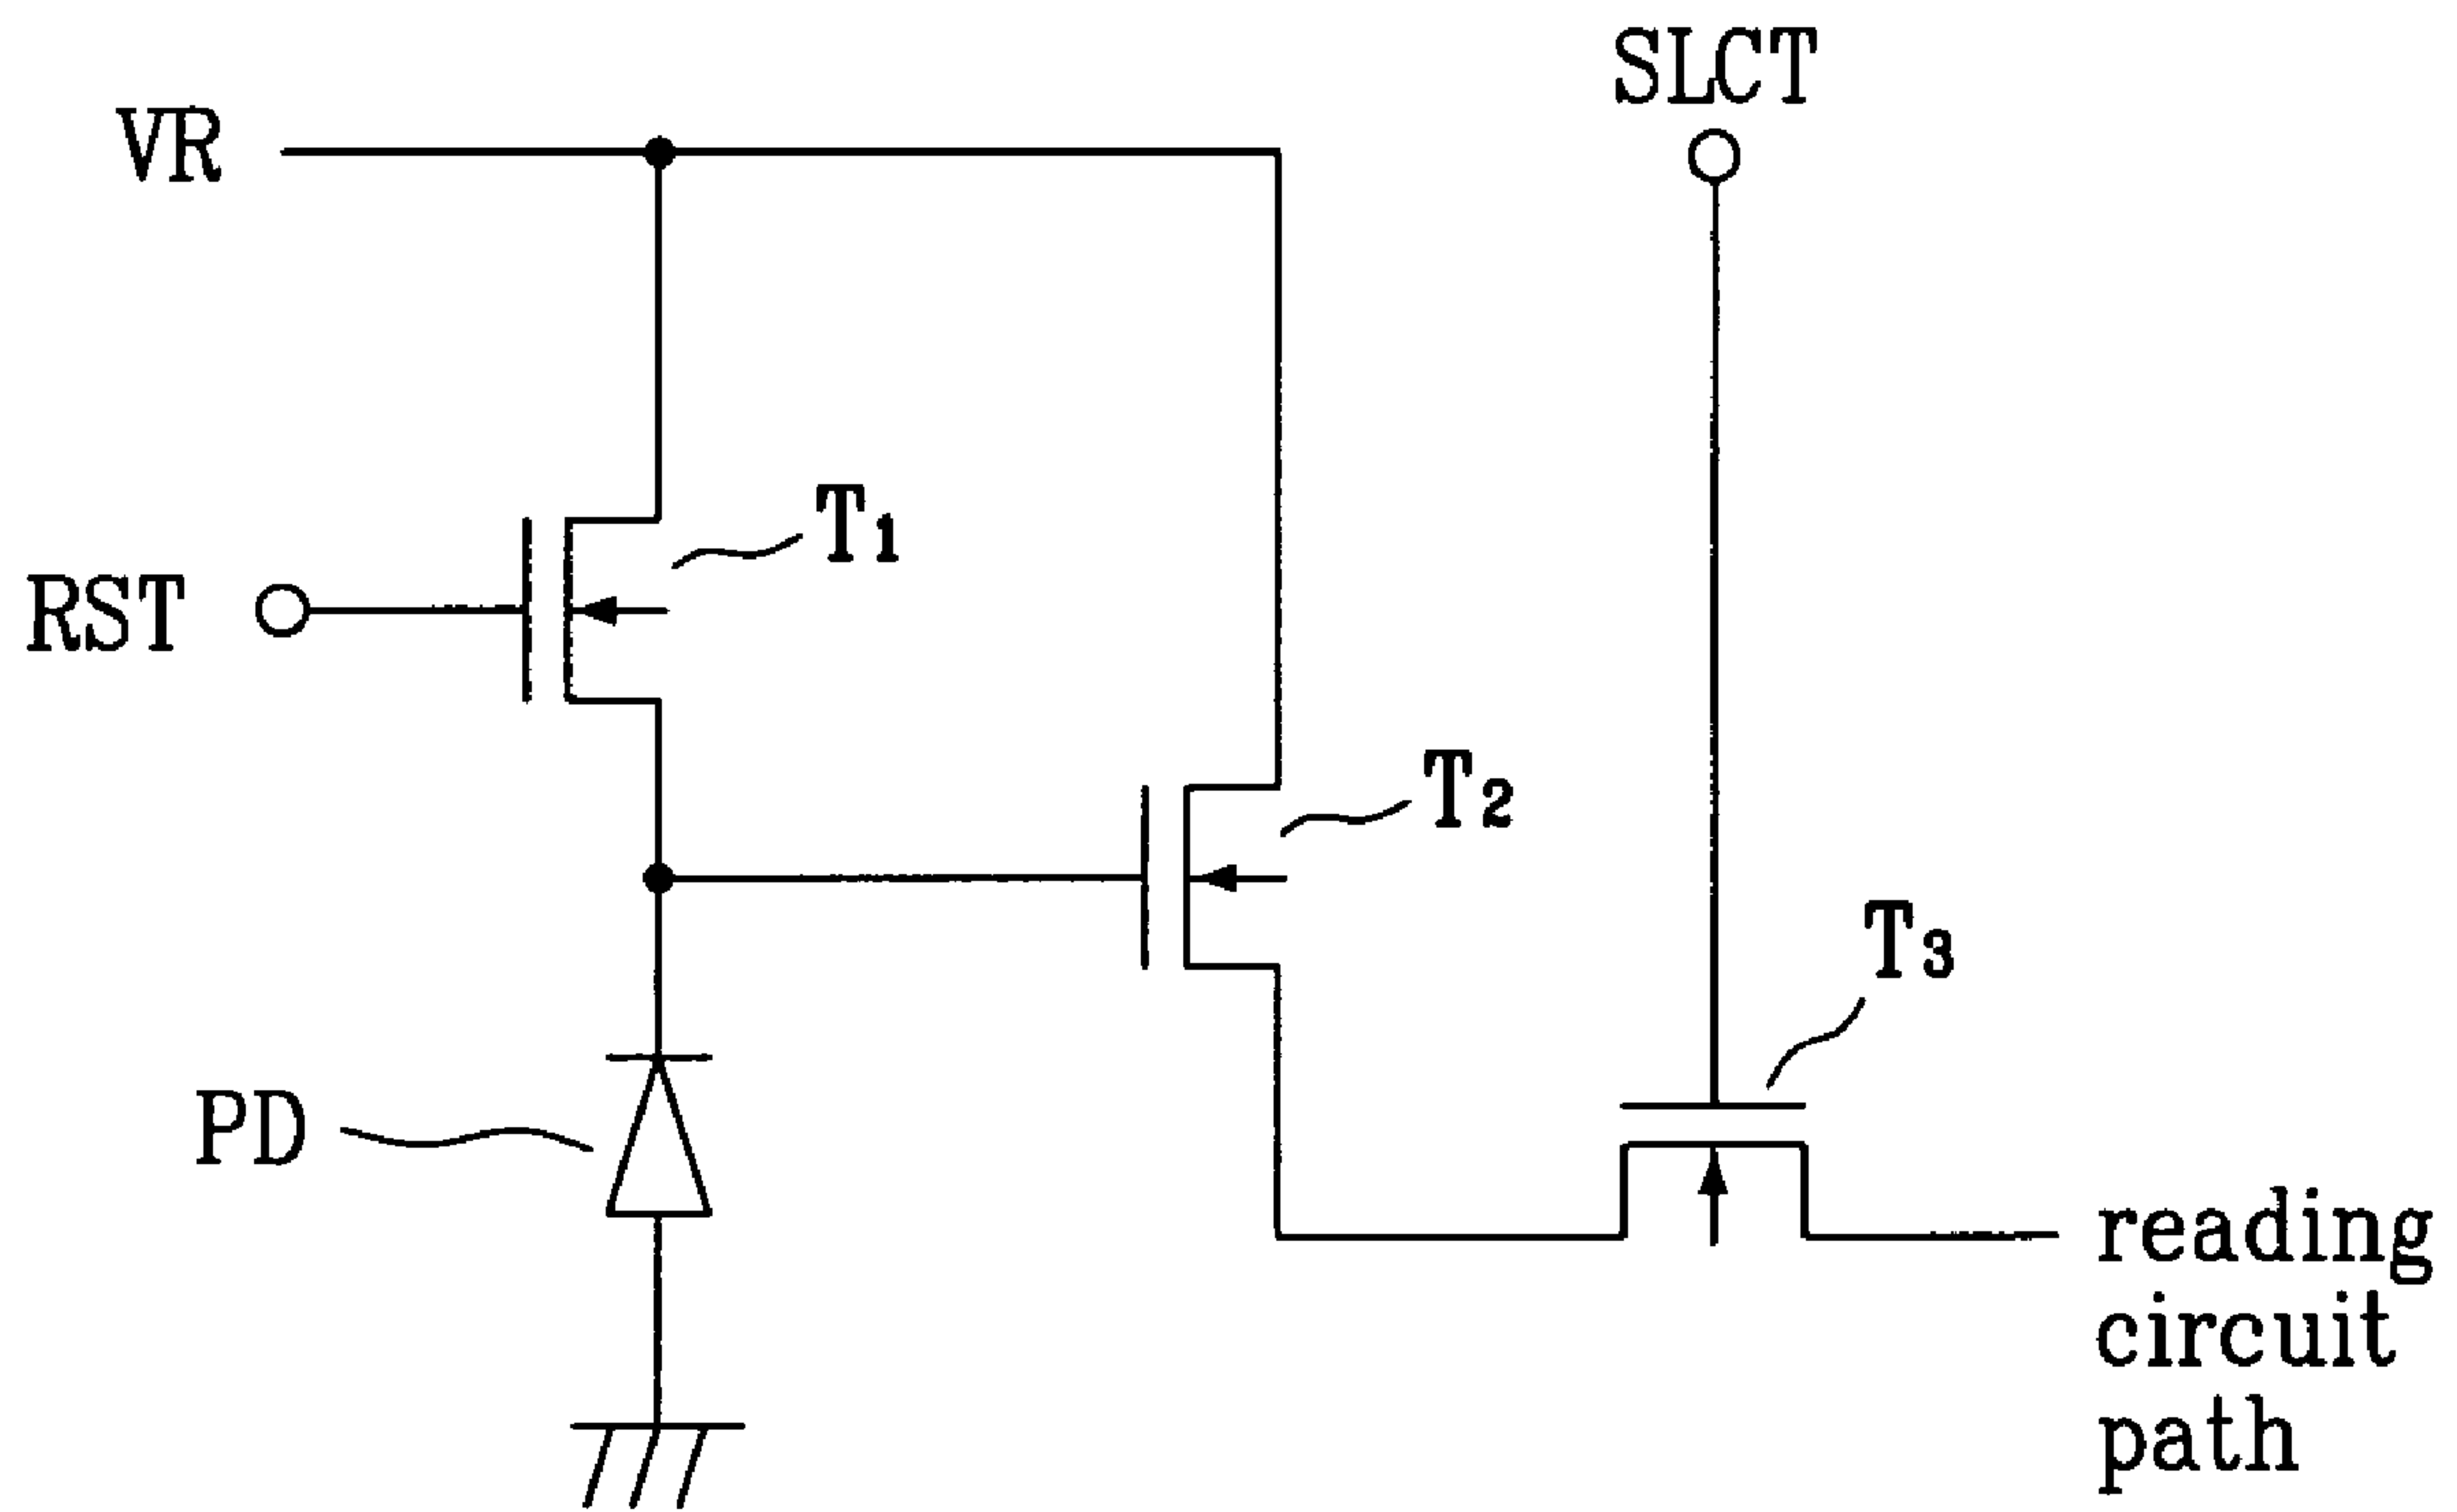 SLCT
VR
T1
RST
T2
T3
PD
reading
circuit
path